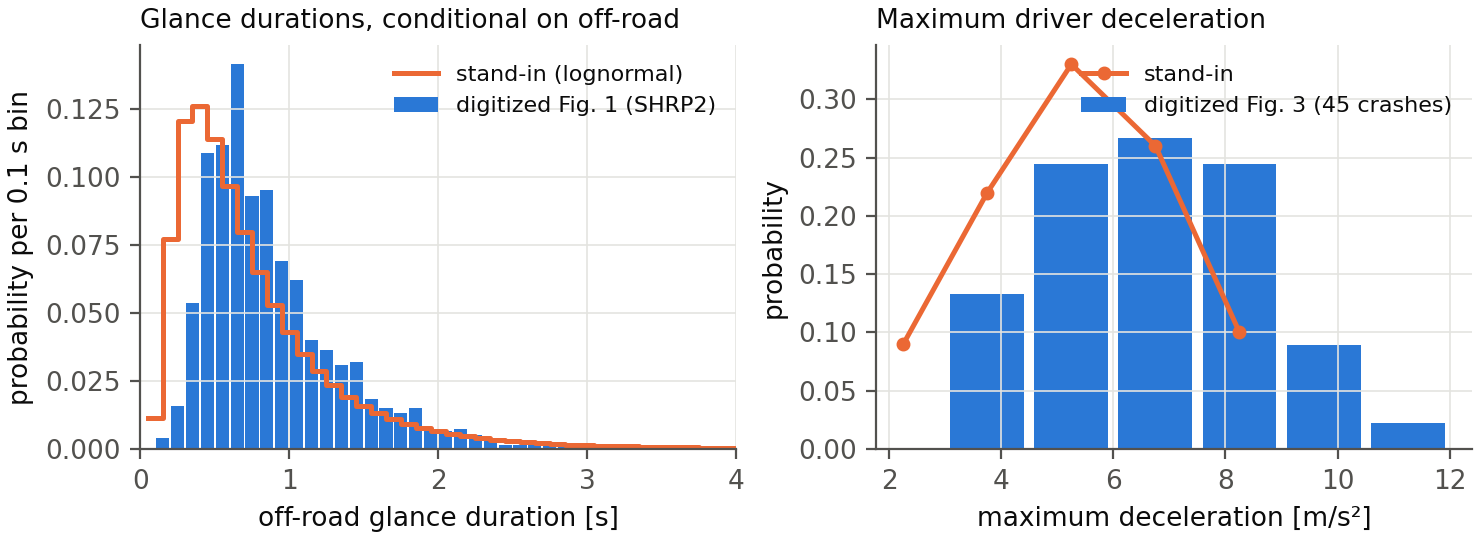 Glance durations, conditional on off-road
probability per 0.1 s bin
0.125
0.100
0.075
0.050
0.025
0.000
stand-in (lognormal)
digitized Fig. 1 (SHRP2)
0 1 2 3 4
off-road glance duration [s]
Maximum driver deceleration
probability
0.30
0.25
0.20
0.15
0.10
0.05
0.00
stand-in
digitized Fig. 3 (45 crashes)
2 4 6 8 10 12
maximum deceleration [m/s²]